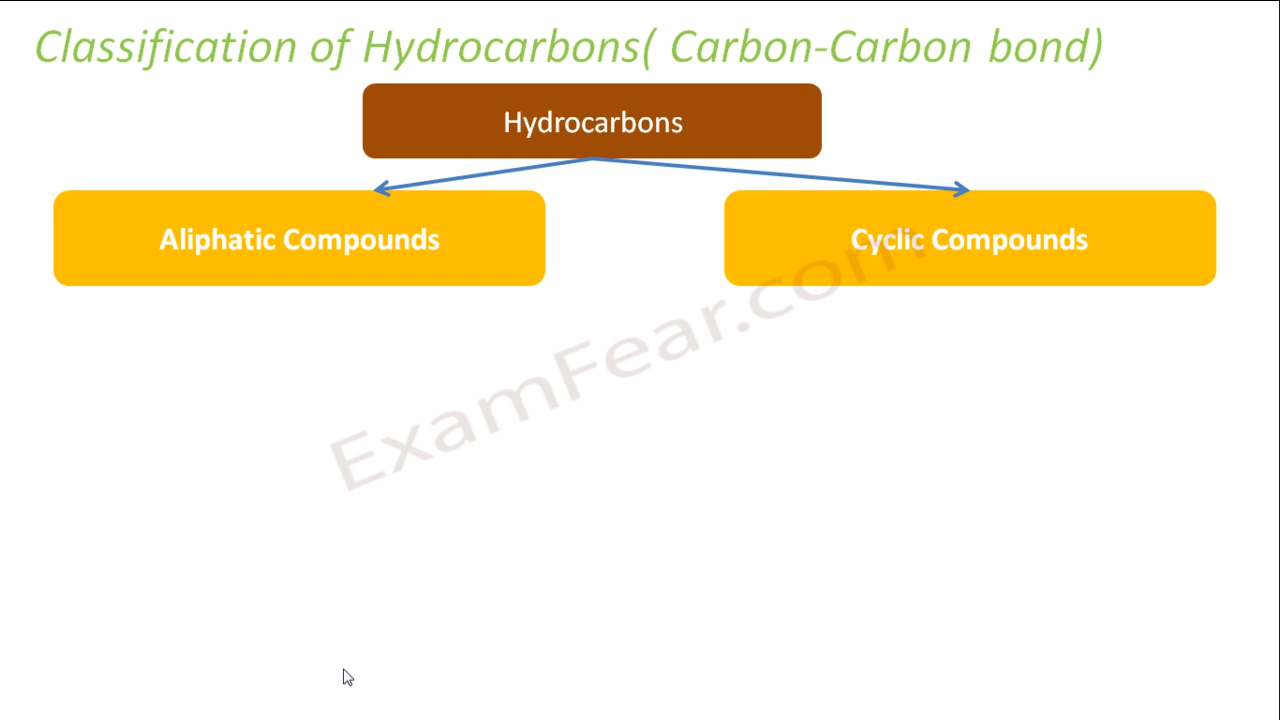 Classification of Hydrocarbons( Carbon-Carbon bond)
Hydrocarbons
Aliphatic Compounds
Cyclic Compounds
ExamFear.com